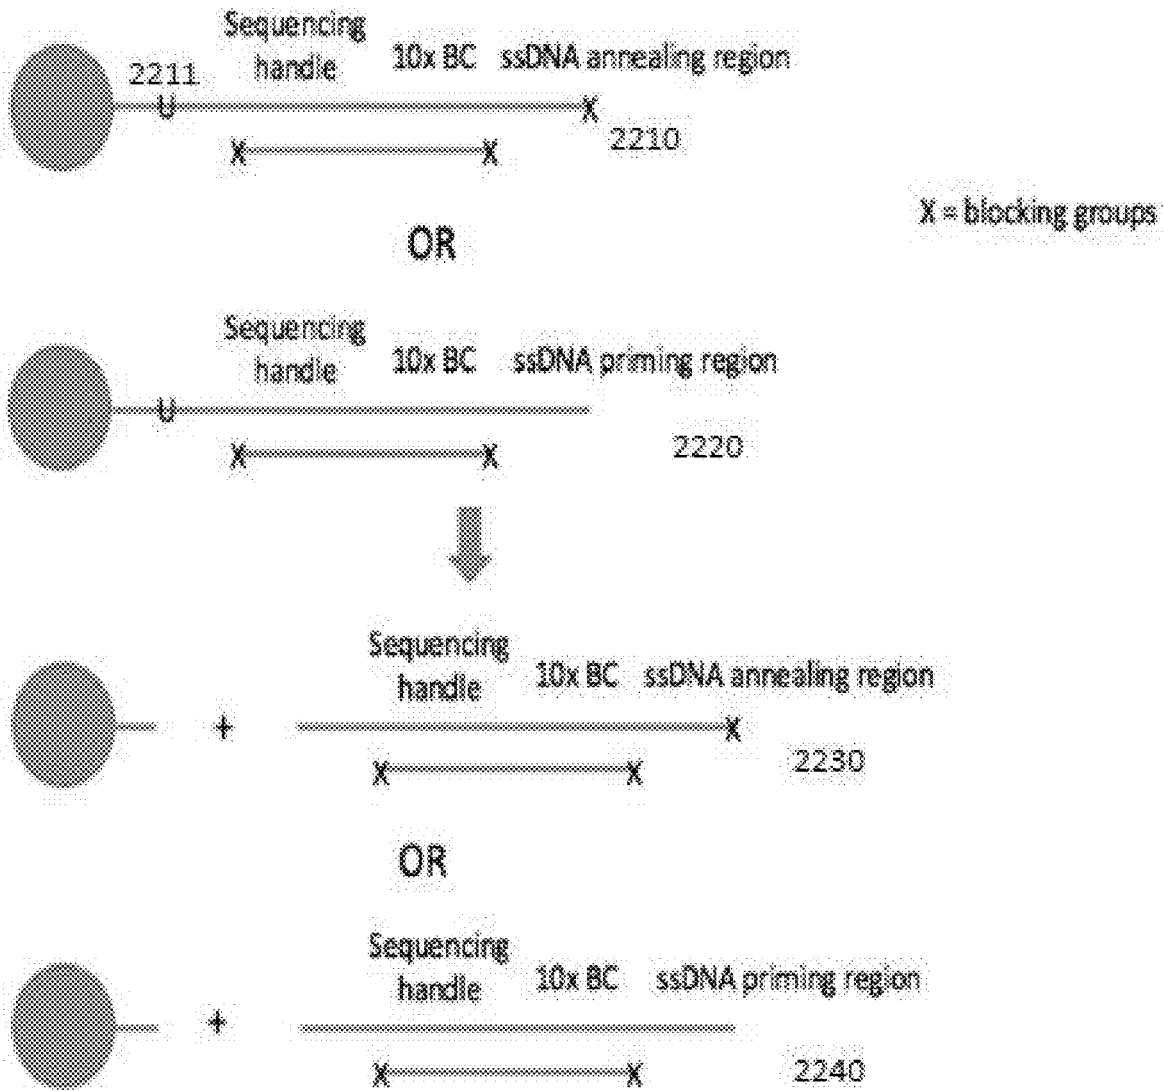 Sequencing
handle 10x BC ssDNA annealing region
2211
U X
2210
X X
X = blocking groups
OR
Sequencing
handle 10x BC ssDNA priming region
U
2220
X X
Sequencing
handle 10x BC ssDNA annealing region
+ X
2230
X X
OR
Sequencing
handle 10x BC ssDNA priming region
+
2240
X X